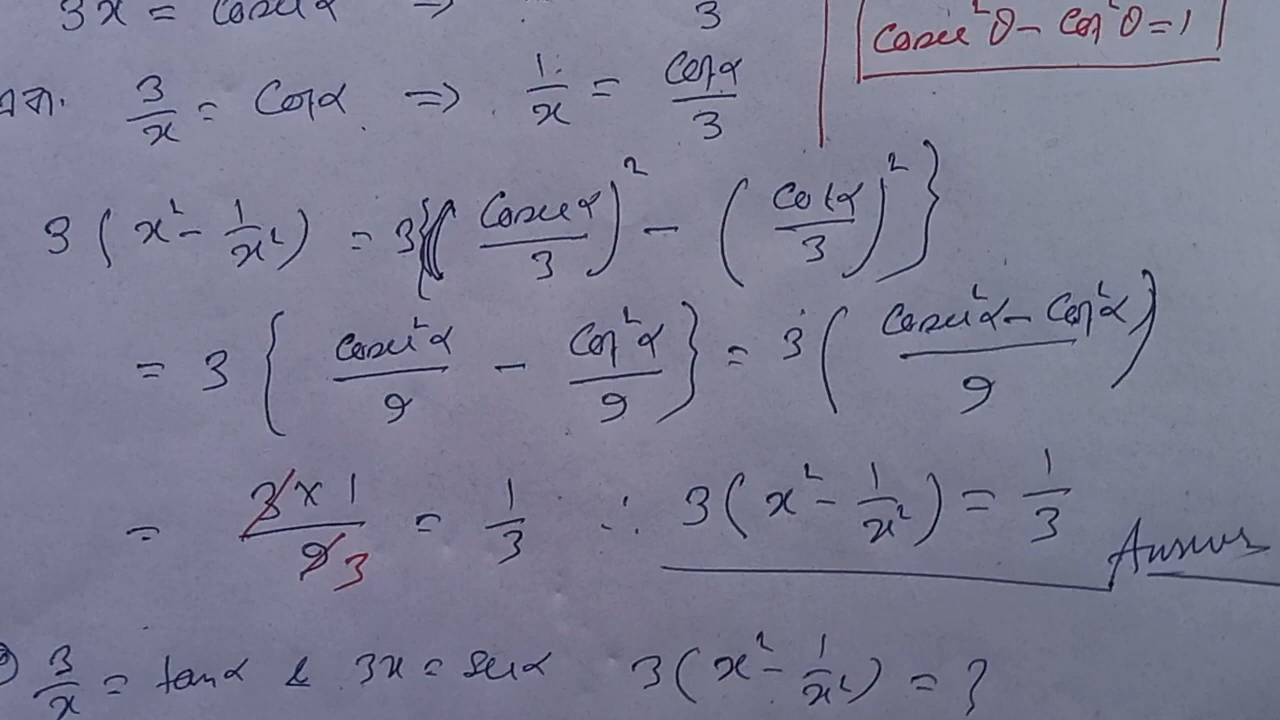 3x = Cosecα ⇒ 3
Cosec²θ - Cot²θ = 1
এবং. 3/x = Cotα ⇒ 1/x = Cotα/3
3(x² - 1/x²) = 3{(Cosecα/3)² - (Cotα/3)²}
= 3{Cosec²α/9 - Cot²α/9} = 3(Cosec²α - Cot²α/9)
= 3×1/9 3 = 1/3 ∴ 3(x² - 1/x²) = 1/3 Answer
3/x = tanα & 3x = secα 3(x² - 1/x²) = ?